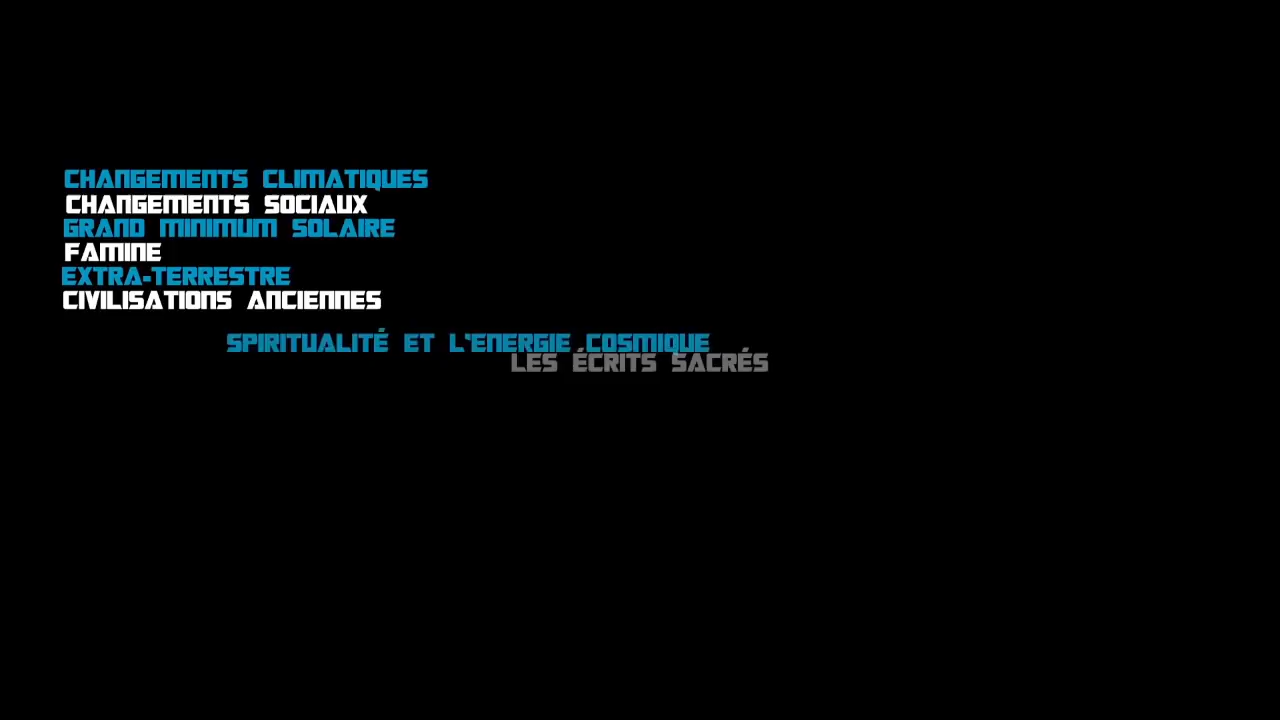 CHANGEMENTS CLIMATIQUES
CHANGEMENTS SOCIAUX
GRAND MINIMUM SOLAIRE
FAMINE
EXTRA-TERRESTRE
CIVILISATIONS ANCIENNES
SPIRITUALITÉ ET L'ENERGIE COSMIQUE
LES ÉCRITS SACRÉS